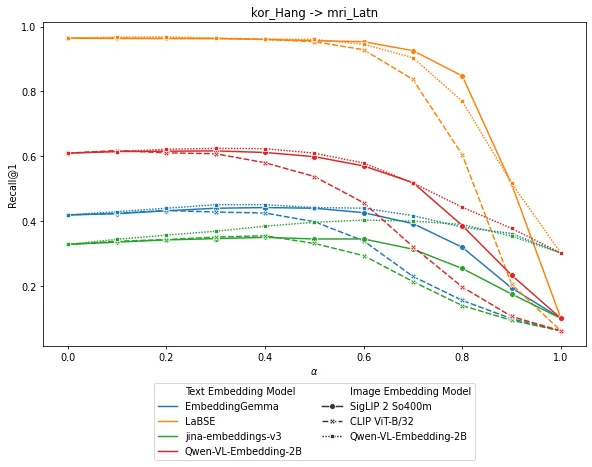 kor_Hang -> mri_Latn
1.0
0.8
0.6
0.4
0.2
Recall@1
0.0 0.2 0.4 0.6 0.8 1.0
α
Text Embedding Model Image Embedding Model
EmbeddingGemma SigLIP 2 So400m
LaBSE CLIP ViT-B/32
jina-embeddings-v3 Qwen-VL-Embedding-2B
Qwen-VL-Embedding-2B